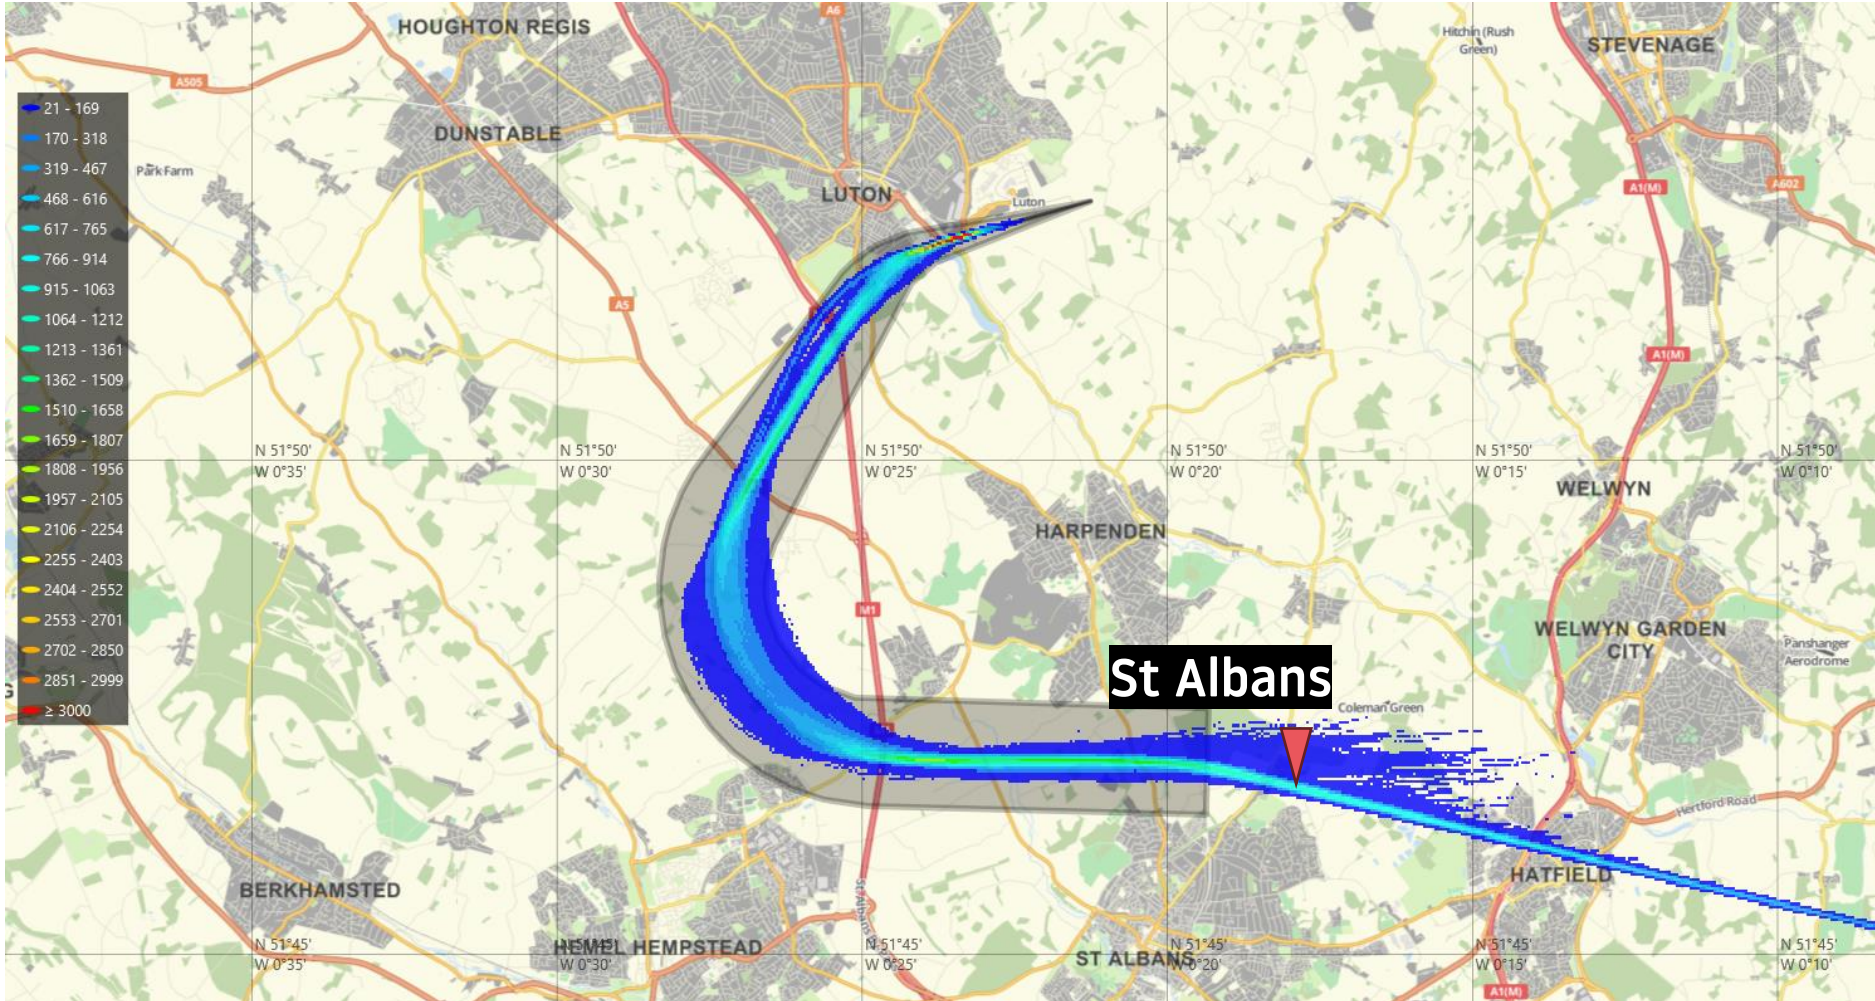 HOUGHTON REGIS
A6
Hitchin (Rush
Green)
STEVENAGE
A505
21 - 169
170 - 318
319 - 467
468 - 616
617 - 765
766 - 914
915 - 1063
1064 - 1212
1213 - 1361
1362 - 1509
1510 - 1658
1659 - 1807
1808 - 1956
1957 - 2105
2106 - 2254
2255 - 2403
2404 - 2552
2553 - 2701
2702 - 2850
2851 - 2999
≥ 3000
DUNSTABLE
Park Farm
LUTON
Luton
A1(M)
A602
A5
A1(M)
N 51°50'
W 0°35'
N 51°50'
W 0°30'
N 51°50'
W 0°25'
N 51°50'
W 0°20'
N 51°50'
W 0°15'
N 51°50'
W 0°10'
WELWYN
HARPENDEN
M1
WELWYN GARDEN
CITY
Panshanger
Aerodrome
St Albans
Coleman Green
G
Hertford Road
BERKHAMSTED
HATFIELD
HEMEL HEMPSTEAD
ST ALBANS
N 51°45'
W 0°35'
N 51°45'
W 0°30'
N 51°45'
W 0°25'
N 51°45'
W 0°20'
N 51°45'
W 0°15'
N 51°45'
W 0°10'
A1(M)